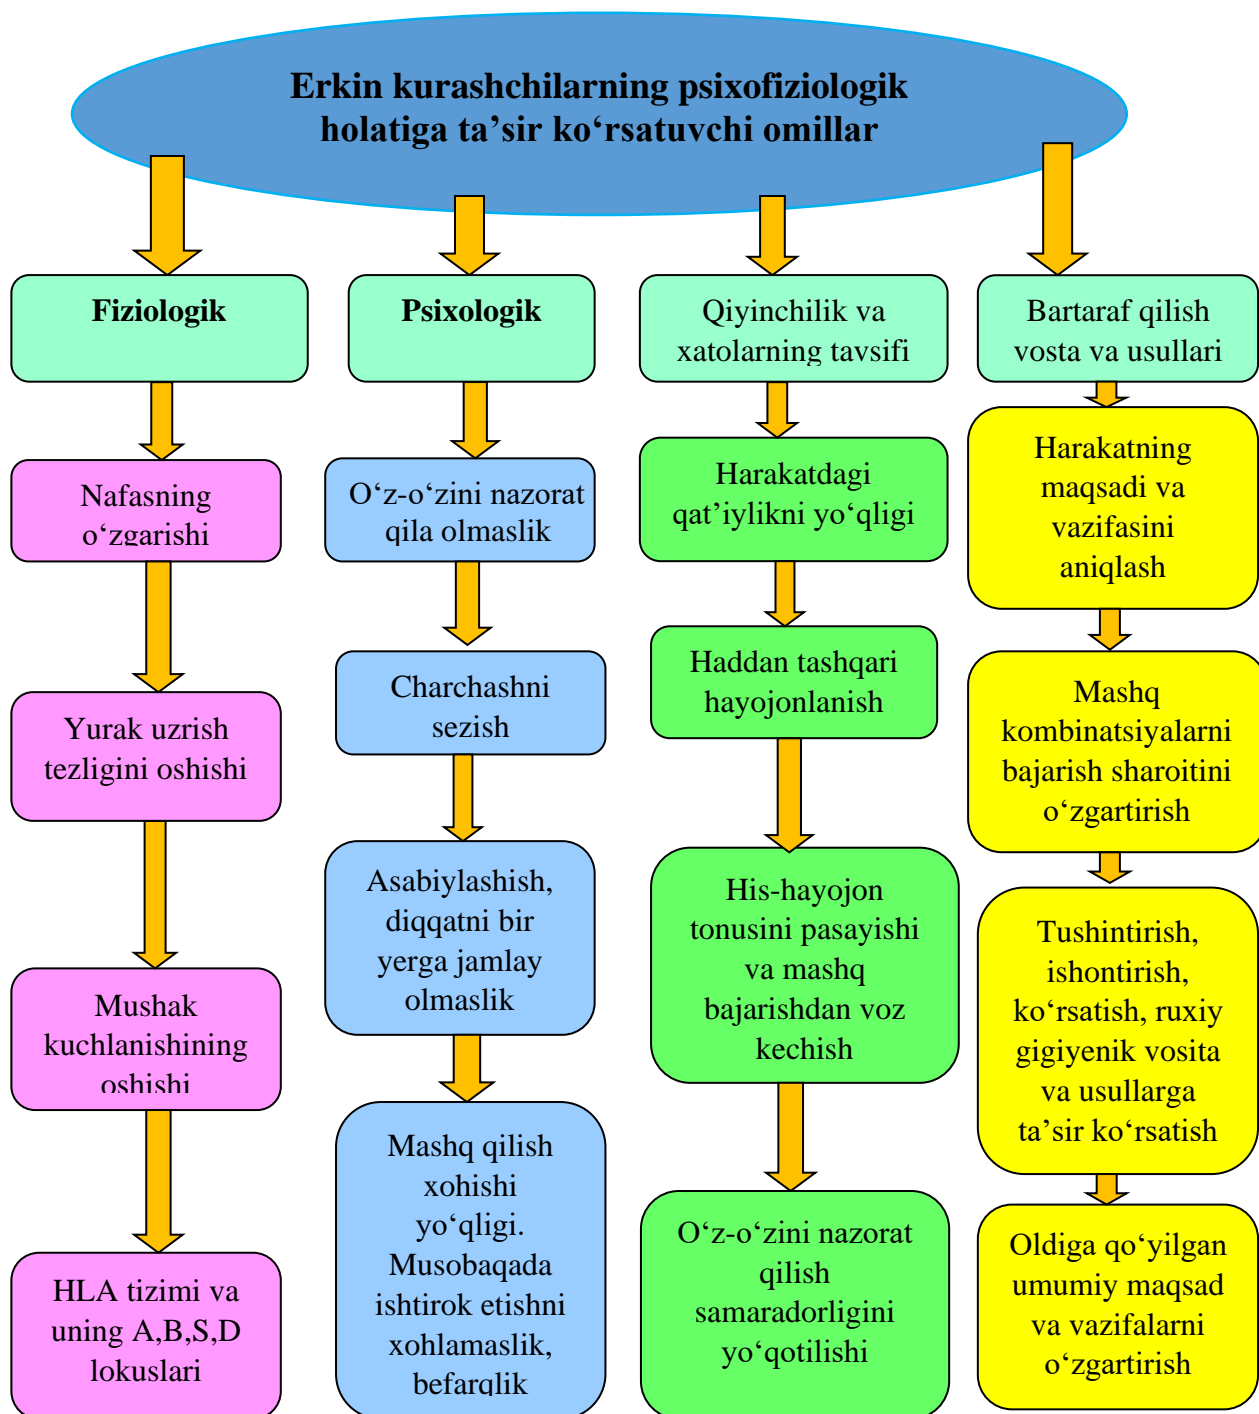 Erkin kurashchilarning psixofiziologik
holatiga ta’sir ko‘rsatuvchi omillar
Fiziologik
Nafasning
o‘zgarishi
Yurak uzrish
tezligini oshishi
Mushak
kuchlanishining
oshishi
HLA tizimi va
uning A,B,S,D
lokuslari
Psixologik
O‘z-o‘zini nazorat
qila olmaslik
Charchashni
sezish
Asabiylashish,
diqqatni bir
yerga jamlay
olmaslik
Mashq qilish
xohishi
yo‘qligi.
Musobaqada
ishtirok etishni
xohlamaslik,
befarqlik
Qiyinchilik va
xatolarning tavsifi
Harakatdagi
qat’iylikni yo‘qligi
Haddan tashqari
hayojonlanish
His-hayojon
tonusini pasayishi
va mashq
bajarishdan voz
kechish
O‘z-o‘zini nazorat
qilish
samaradorligini
yo‘qotilishi
Bartaraf qilish
vosta va usullari
Harakatning
maqsadi va
vazifasini
aniqlash
Mashq
kombinatsiyalarni
bajarish sharoitini
o‘zgartirish
Tushintirish,
ishontirish,
ko‘rsatish, ruxiy
gigiyenik vosita
va usullarga
ta’sir ko‘rsatish
Oldiga qo‘yilgan
umumiy maqsad
va vazifalarni
o‘zgartirish